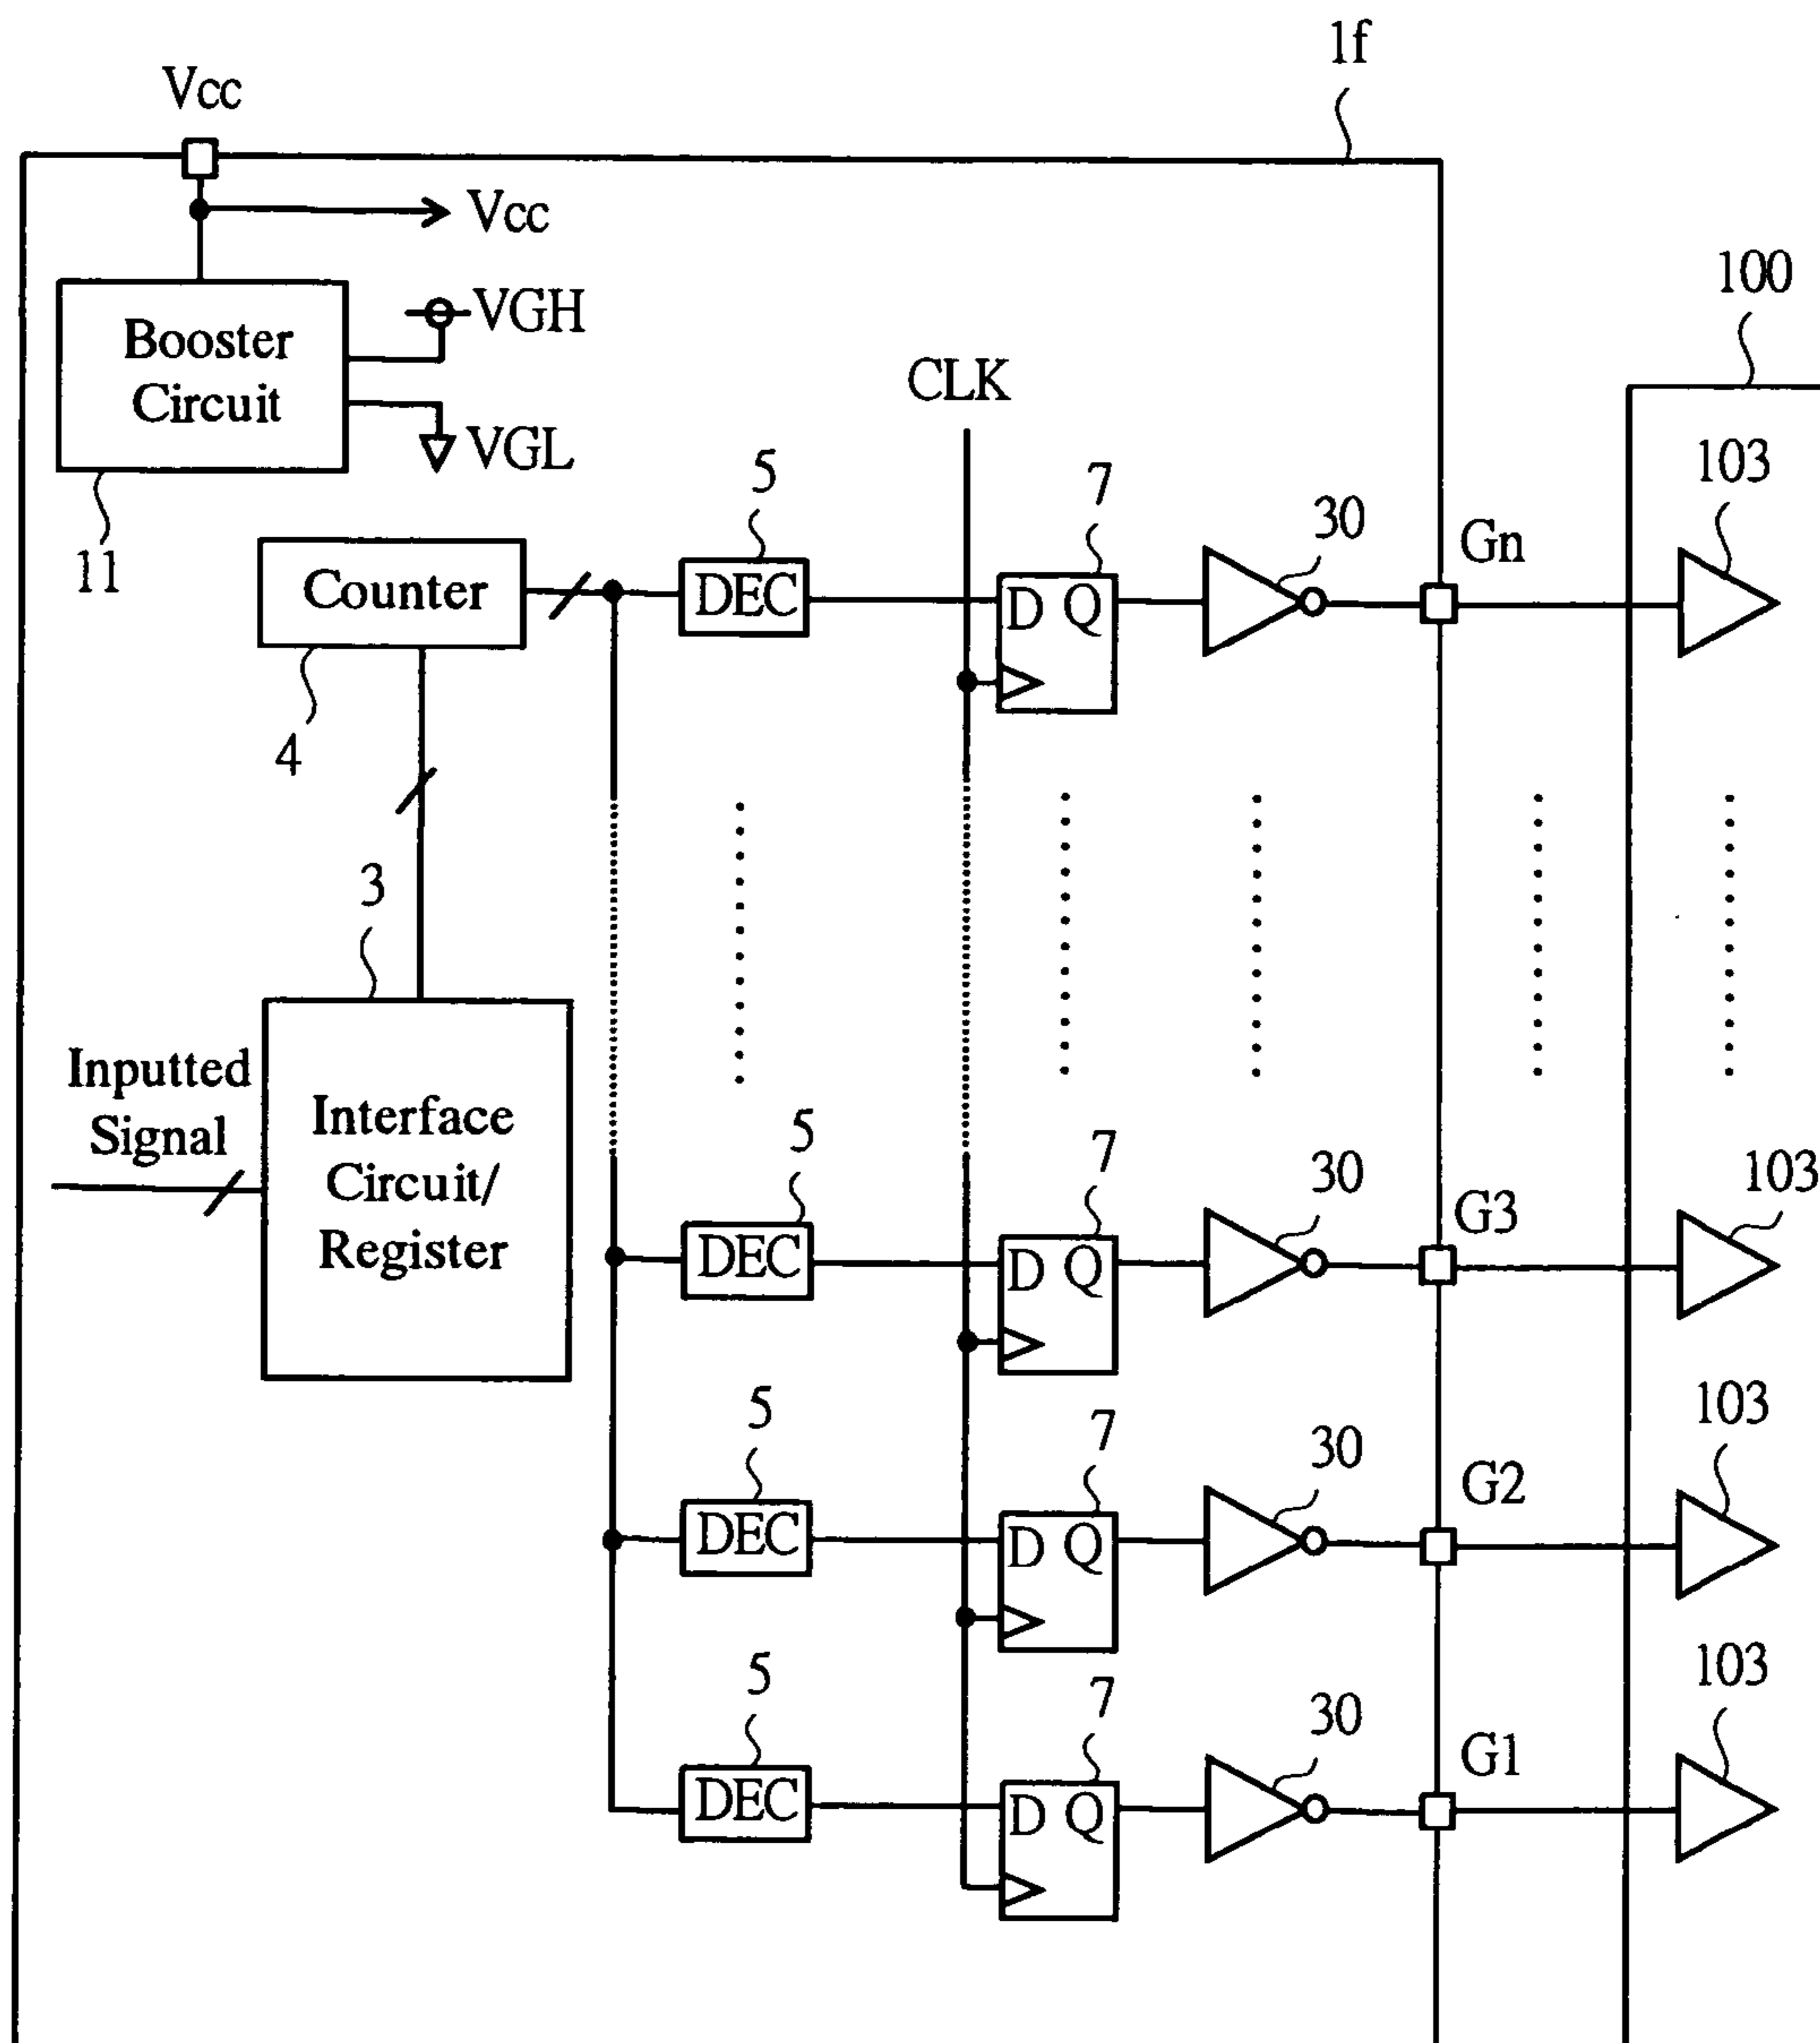 1f
Vcc
Vcc
100
VGH
Booster
Circuit
CLK
VGL
103
5
7
30
11
Gn
Counter
DEC
D Q
4
3
Inputted
Signal
Interface
Circuit/
Register
5
7
30
G3
103
DEC
D Q
5
7
30
G2
103
DEC
D Q
5
7
30
G1
103
DEC
D Q